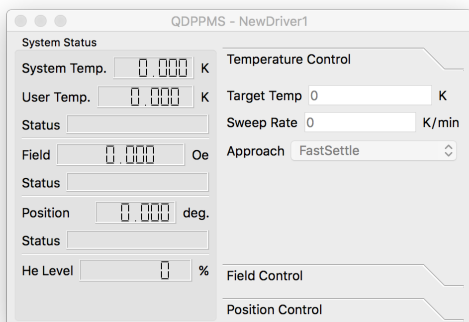 QDPPMS - NewDriver1
System Status
System Temp. 0.000 K
User Temp. 0.000 K
Status
Field 0.000 Oe
Status
Position 0.000 deg.
Status
He Level 0 %
Temperature Control
Target Temp 0 K
Sweep Rate 0 K/min
Approach FastSettle
Field Control
Position Control